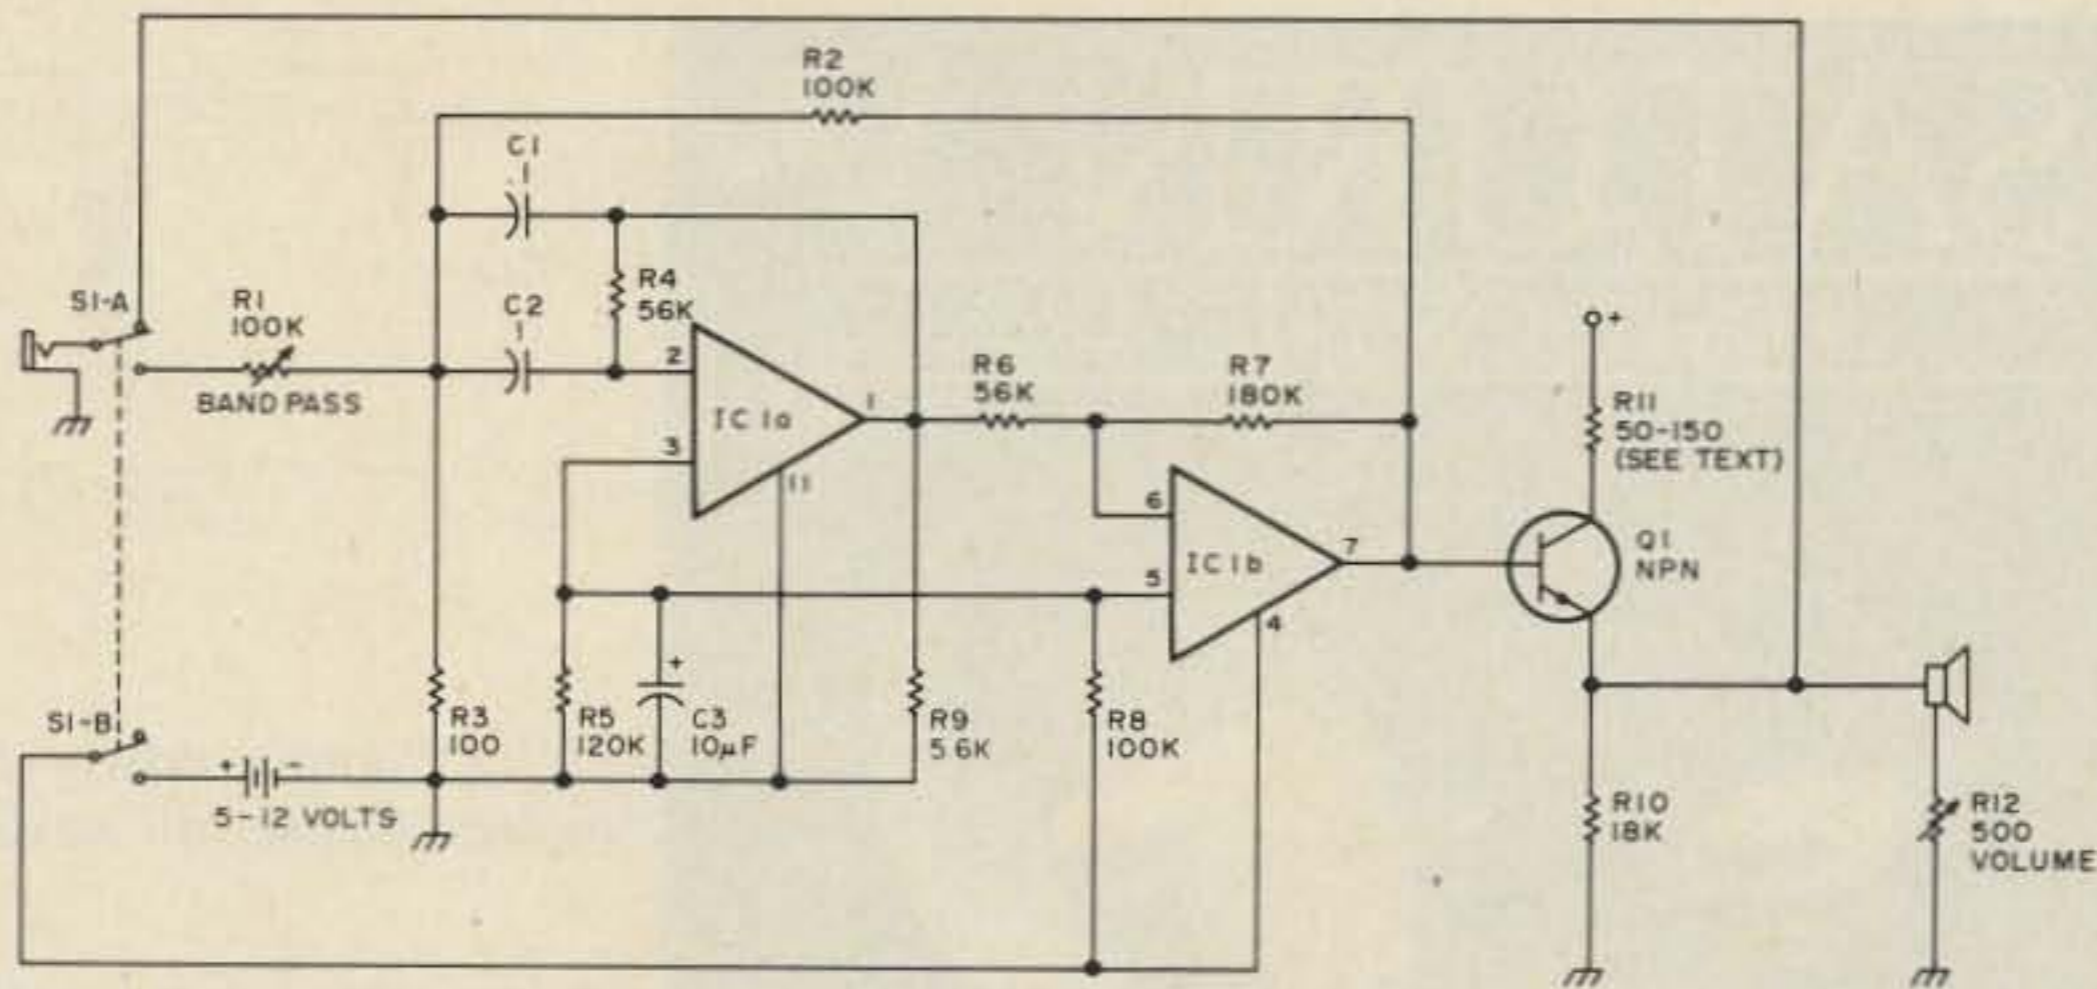 R2
100K
C1
.1
S1-A
R1
100K
BAND PASS
C2
.1
R4
56K
2
3
IC 1a
1
11
R6
56K
R7
180K
6
5
IC 1b
7
4
+
R11
50-150
(SEE TEXT)
Q1
NPN
S1-B
+ -
5-12 VOLTS
R3
100
R5
120K
+
C3
10µF
R9
56K
R8
100K
R10
18K
R12
500
VOLUME